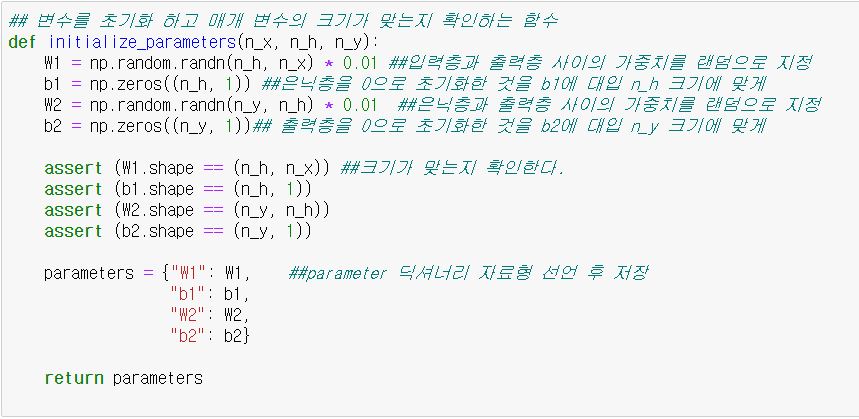 ## 변수를 초기화 하고 매개 변수의 크기가 맞는지 확인하는 함수
def initialize_parameters(n_x, n_h, n_y):
    W1 = np.random.randn(n_h, n_x) * 0.01 ##입력층과 출력층 사이의 가중치를 랜덤으로 지정
    b1 = np.zeros((n_h, 1)) ##은닉층을 0으로 초기화한 것을 b1에 대입 n_h 크기에 맞게
    W2 = np.random.randn(n_y, n_h) * 0.01  ##은닉층과 출력층 사이의 가중치를 랜덤으로 지정
    b2 = np.zeros((n_y, 1))## 출력층을 0으로 초기화한 것을 b2에 대입 n_y 크기에 맞게
    assert (W1.shape == (n_h, n_x)) ##크기가 맞는지 확인한다.
    assert (b1.shape == (n_h, 1))
    assert (W2.shape == (n_y, n_h))
    assert (b2.shape == (n_y, 1))
    parameters = {"W1": W1,    ##parameter 딕셔너리 자료형 선언 후 저장
                  "b1": b1,
                  "W2": W2,
                  "b2": b2}
    return parameters